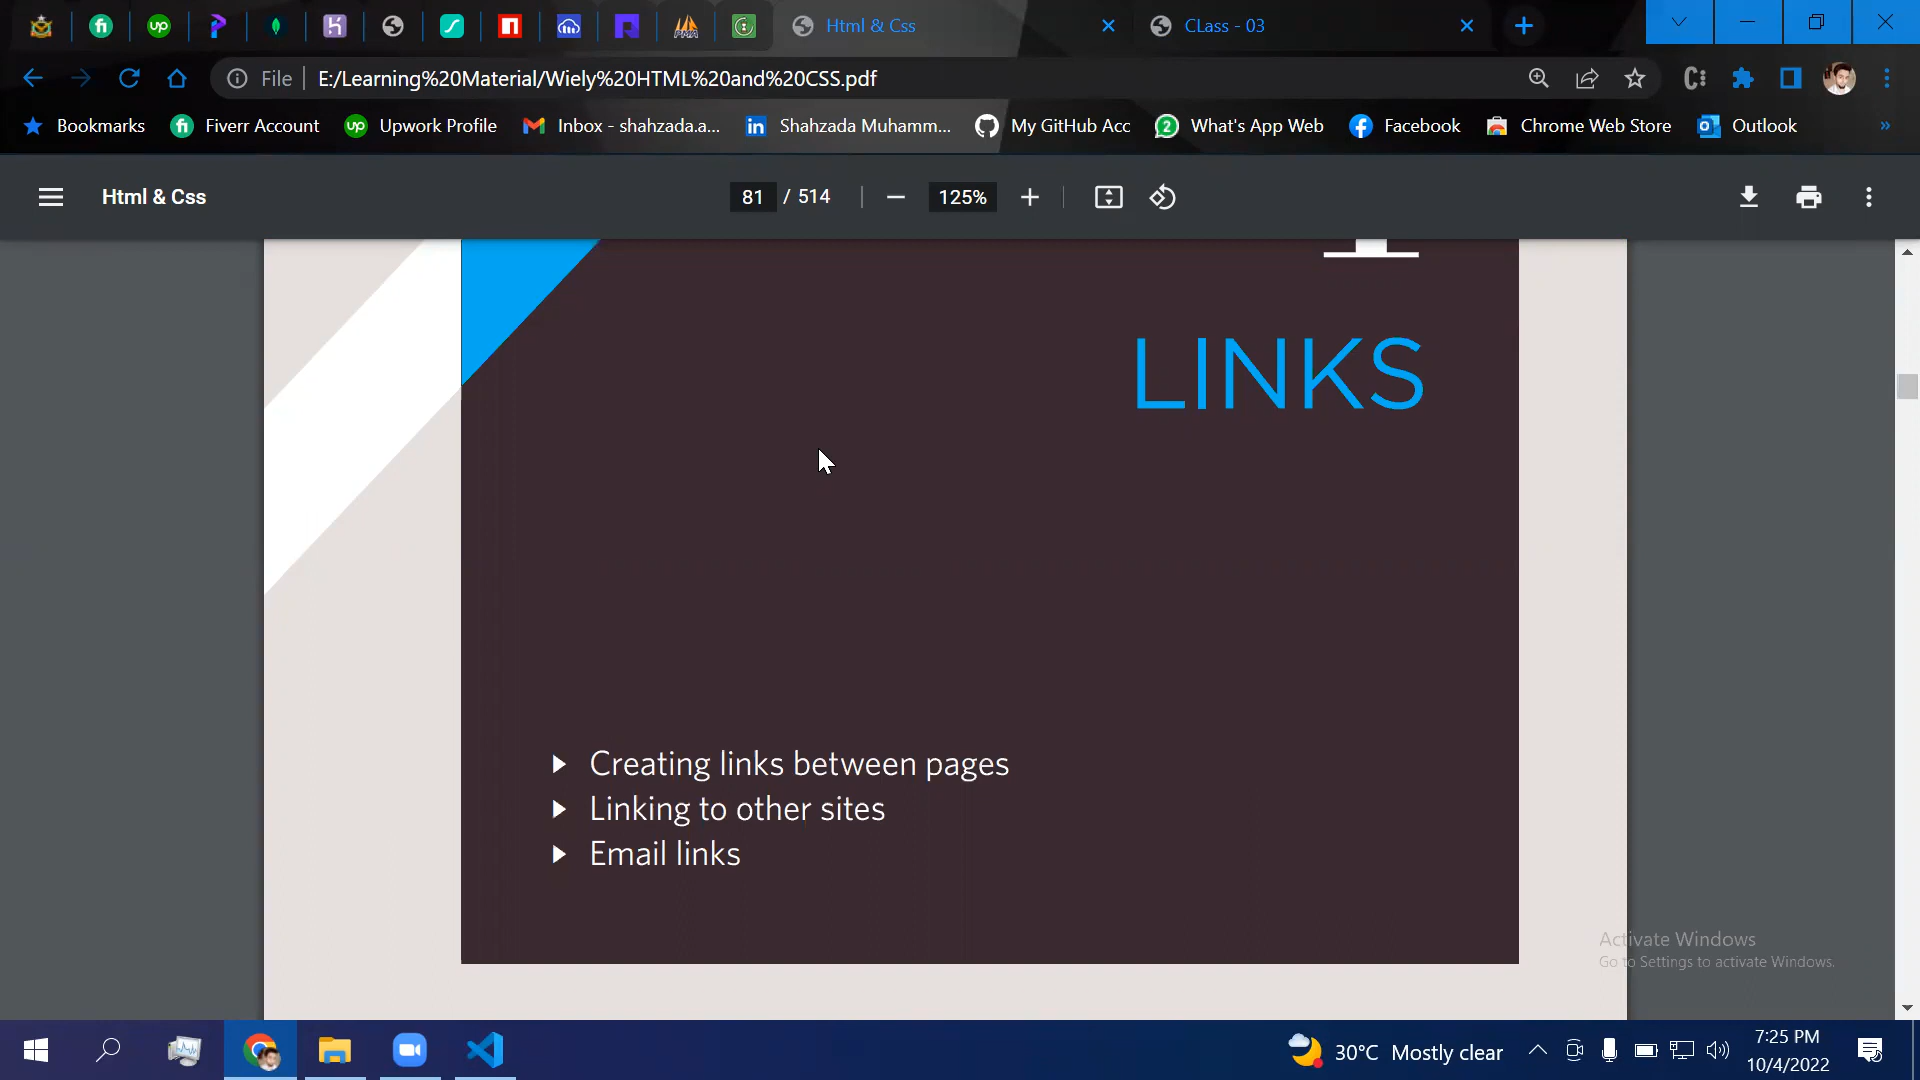 Html & Css
CLass - 03
File
E:/Learning%20Material/Wiely%20HTML%20and%20CSS.pdf
Bookmarks
Fiverr Account
Upwork Profile
Inbox - shahzada.a...
Shahzada Muhamm...
My GitHub Acc
What's App Web
Facebook
Chrome Web Store
Outlook
»
Html & Css
81 / 514
125%
LINKS
Creating links between pages
Linking to other sites
Email links
Activate Windows
Go to Settings to activate Windows.
30°C Mostly clear
7:25 PM
10/4/2022